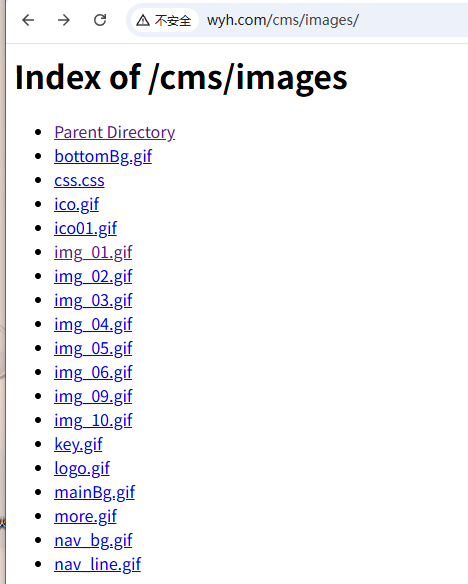 不安全 wyh.com/cms/images/
Index of /cms/images
Parent Directory
bottomBg.gif
css.css
ico.gif
ico01.gif
img_01.gif
img_02.gif
img_03.gif
img_04.gif
img_05.gif
img_06.gif
img_09.gif
img_10.gif
key.gif
logo.gif
mainBg.gif
more.gif
nav_bg.gif
nav_line.gif